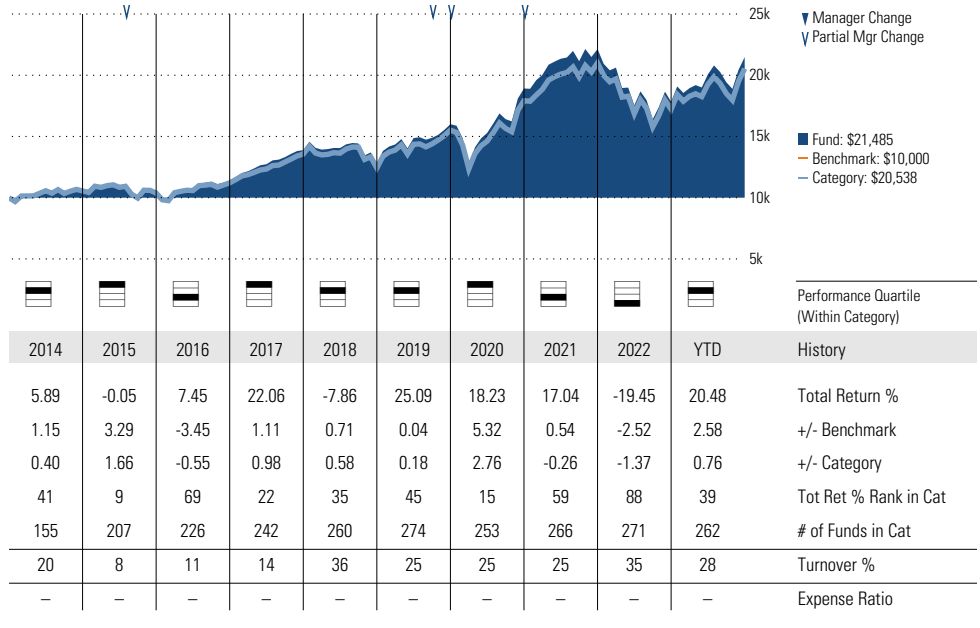 25k
20k
15k
10k
5k
Manager Change
Partial Mgr Change
Fund: $21,485
Benchmark: $10,000
Category: $20,538
Performance Quartile
(Within Category)
2014 2015 2016 2017 2018 2019 2020 2021 2022 YTD History
5.89 -0.05 7.45 22.06 -7.86 25.09 18.23 17.04 -19.45 20.48 Total Return %
1.15 3.29 -3.45 1.11 0.71 0.04 5.32 0.54 -2.52 2.58 +/- Benchmark
0.40 1.66 -0.55 0.98 0.58 0.18 2.76 -0.26 -1.37 0.76 +/- Category
41 9 69 22 35 45 15 59 88 39 Tot Ret % Rank in Cat
155 207 226 242 260 274 253 266 271 262 # of Funds in Cat
20 8 11 14 36 25 25 25 35 28 Turnover %
– – – – – – – – – – Expense Ratio